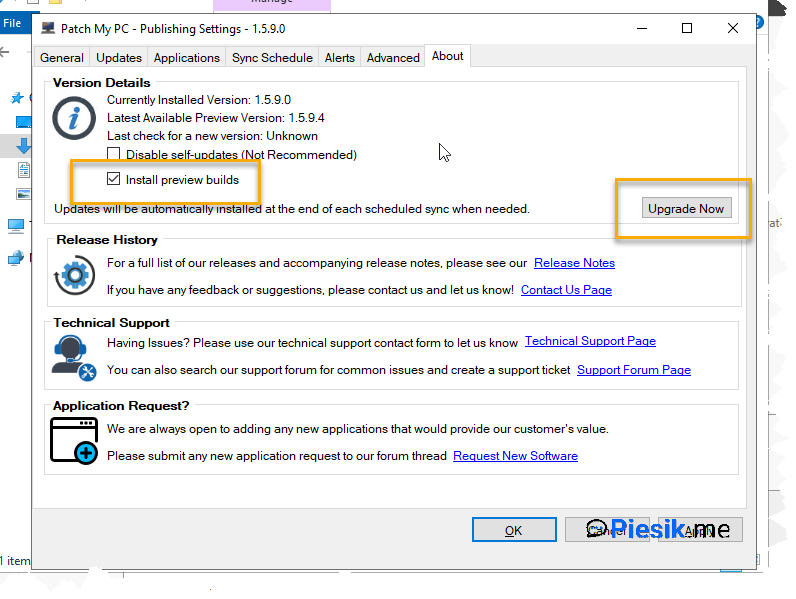 Manage
File
Patch My PC - Publishing Settings - 1.5.9.0
General Updates Applications Sync Schedule Alerts Advanced About
Version Details
Currently Installed Version: 1.5.9.0
Latest Available Preview Version: 1.5.9.4
Last check for a new version: Unknown
Disable self-updates (Not Recommended)
Install preview builds
Updates will be automatically installed at the end of each scheduled sync when needed.
Upgrade Now
Release History
For a full list of our releases and accompanying release notes, please see our Release Notes
If you have any feedback or suggestions, please contact us and let us know! Contact Us Page
Technical Support
Having Issues? Please use our technical support contact form to let us know Technical Support Page
You can also search our support forum for common issues and create a support ticket Support Forum Page
Application Request?
We are always open to adding any new applications that would provide our customer's value.
Please submit any new application request to our forum thread Request New Software
OK Cancel Apply
Piesik.me
1 item